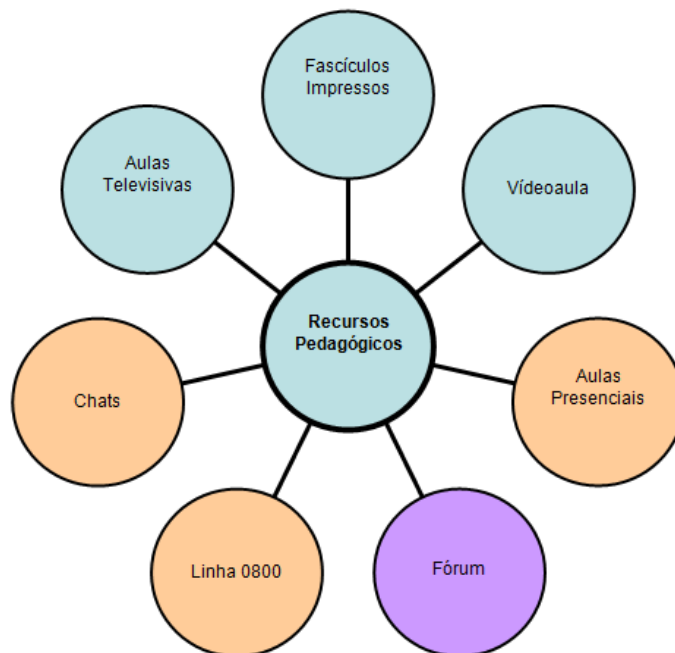 Fascículos
Impressos
Aulas
Televisivas
Vídeoaula
Recursos
Pedagógicos
Chats
Aulas
Presenciais
Linha 0800
Fórum